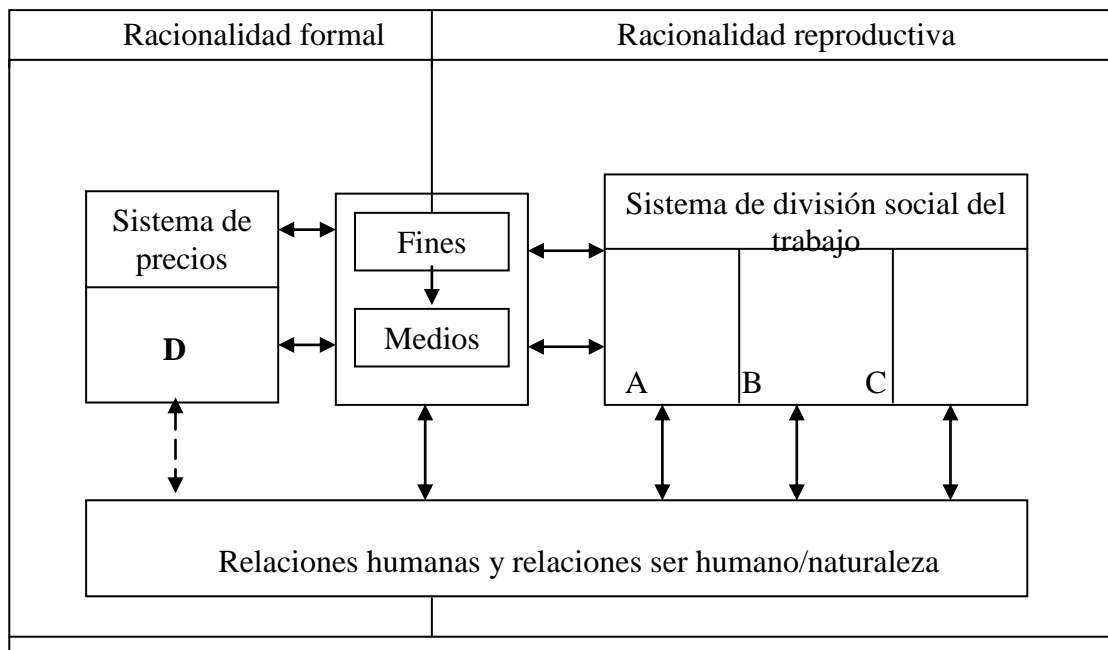 Racionalidad formal
Racionalidad reproductiva
Sistema de
precios
D
Fines
Medios
Sistema de división social del
trabajo
A
B
C
Relaciones humanas y relaciones ser humano/naturaleza